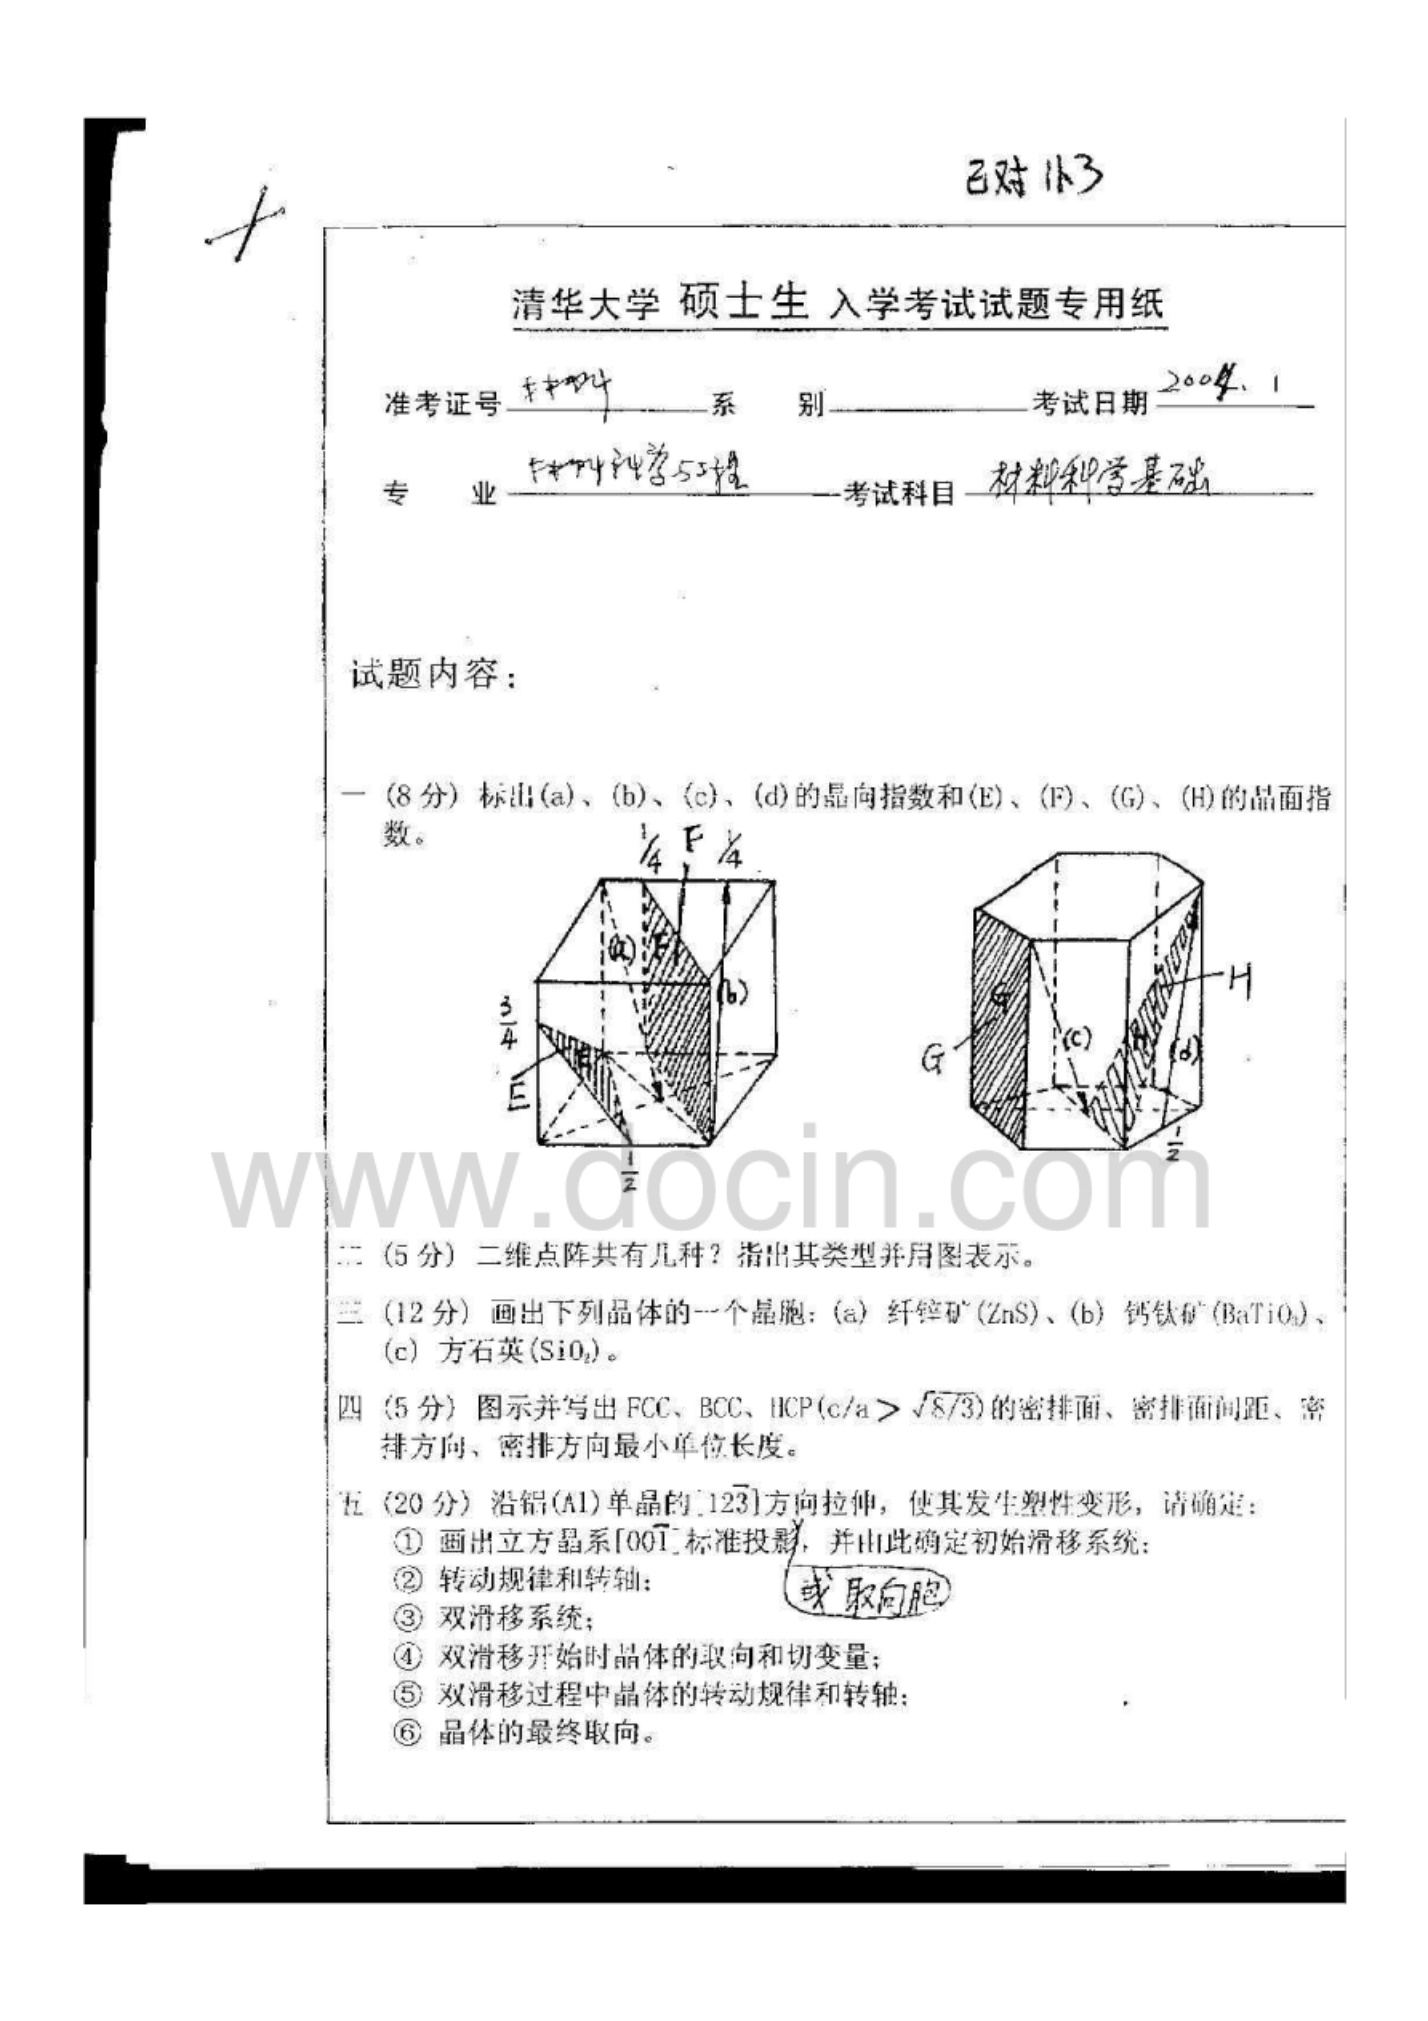 已对 卟3
清华大学 硕士生 入学考试试题专用纸
准考证号 材料 系 别 考试日期 2004.1
专 业 材料科学与工程 考试科目 材料科学基础
试题内容:
一 (8分) 标出(a)、(b)、(c)、(d)的晶向指数和(E)、(F)、(G)、(H)的晶面指
数。
1/4 F 1/4
(a) F (b)
3/4
E
1/2
G G (c) H (d) H
1/2
www.docin.com
二 (5分) 二维点阵共有几种?指出其类型并用图表示。
三 (12分) 画出下列晶体的一个晶胞:(a) 纤锌矿(ZnS)、(b) 钙钛矿(BaTiO₃)、
(c) 方石英(SiO₂)。
四 (5分) 图示并写出FCC、BCC、HCP(c/a > √8/3)的密排面、密排面间距、密
排方向、密排方向最小单位长度。
五 (20分) 沿铝(Al)单晶的[123̄]方向拉伸,使其发生塑性变形,请确定:
① 画出立方晶系[001̄]标准投影,并由此确定初始滑移系统;
② 转动规律和转轴; 或取向胞
③ 双滑移系统;
④ 双滑移开始时晶体的取向和切变量;
⑤ 双滑移过程中晶体的转动规律和转轴;
⑥ 晶体的最终取向。